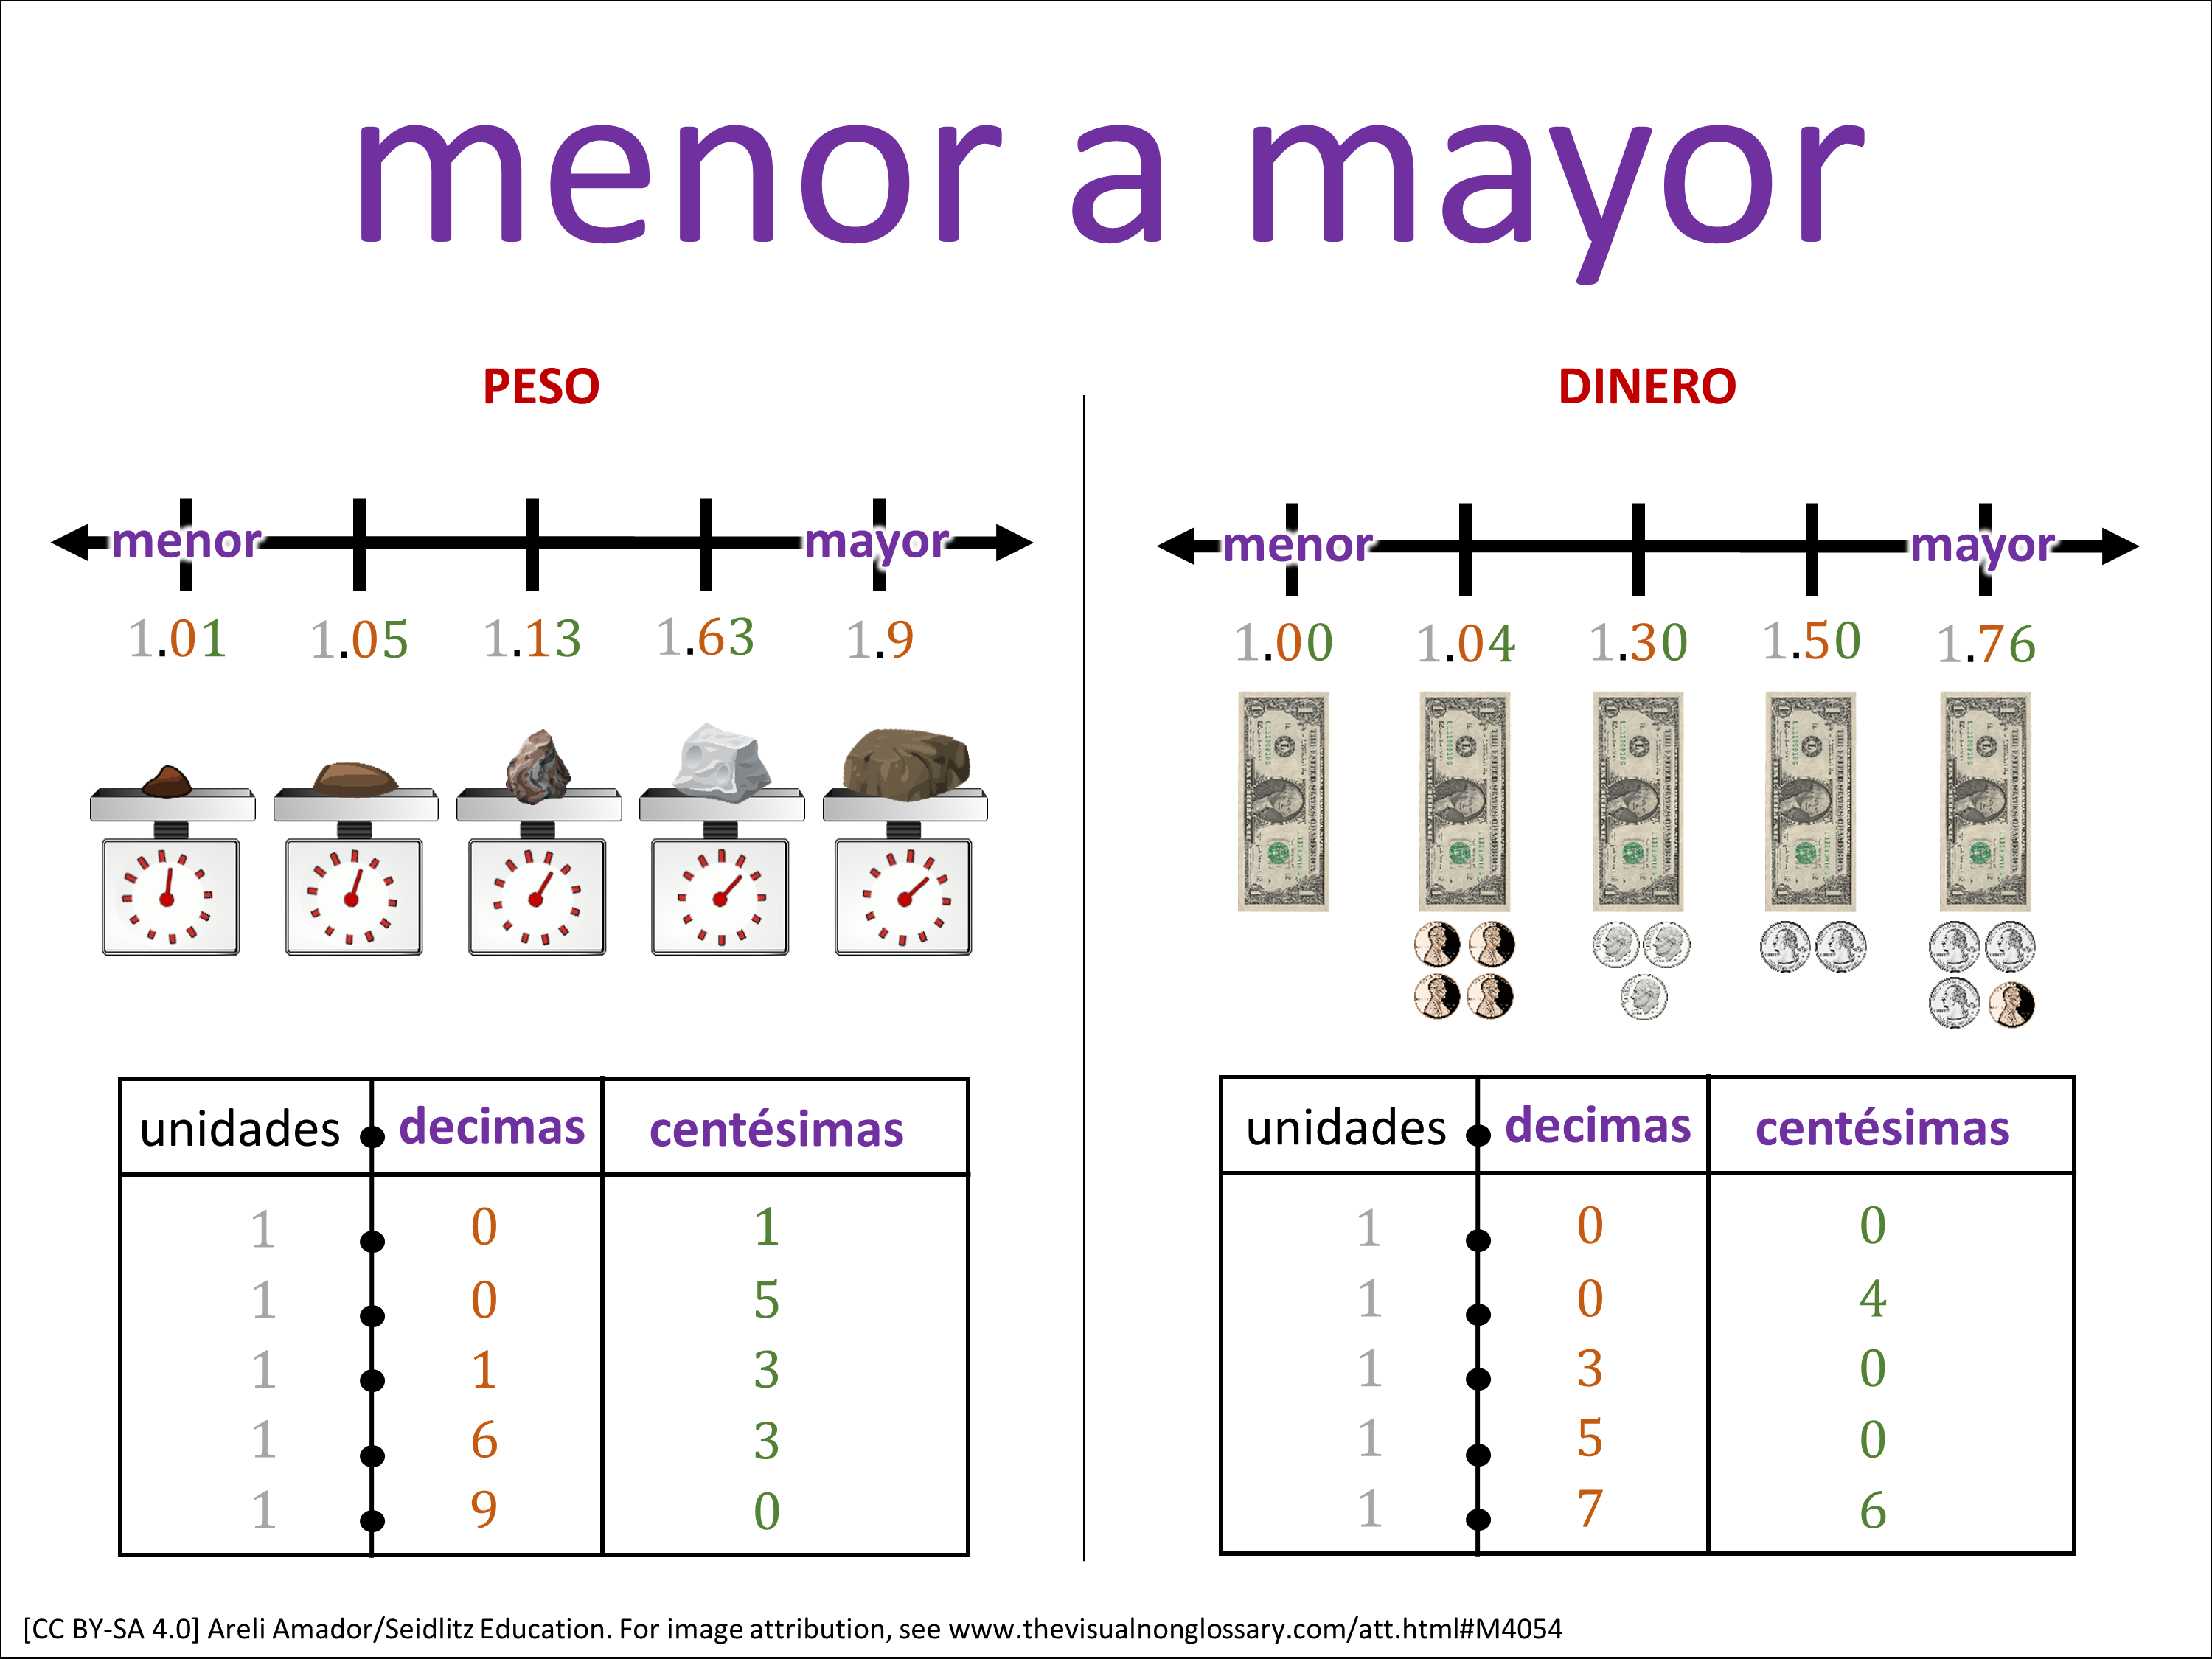 menor a mayor
PESO
menor mayor
1.01 1.05 1.13 1.63 1.9
unidades decimas centésimas
1 0 1
1 0 5
1 1 3
1 6 3
1 9 0
DINERO
menor mayor
1.00 1.04 1.30 1.50 1.76
unidades decimas centésimas
1 0 0
1 0 4
1 3 0
1 5 0
1 7 6
[CC BY-SA 4.0] Areli Amador/Seidlitz Education. For image attribution, see www.thevisualnonglossary.com/att.html#M4054